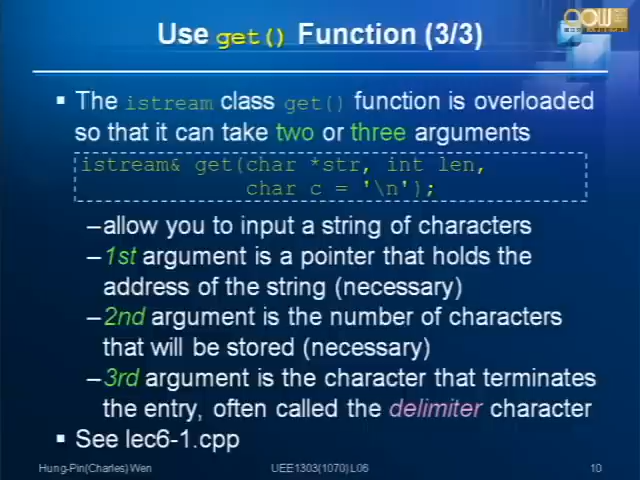 Use get() Function (3/3)
▪ The istream class get() function is overloaded
so that it can take two or three arguments
istream& get(char *str, int len,
char c = '\n');
–allow you to input a string of characters
–1st argument is a pointer that holds the
address of the string (necessary)
–2nd argument is the number of characters
that will be stored (necessary)
–3rd argument is the character that terminates
the entry, often called the delimiter character
▪ See lec6-1.cpp
Hung-Pin(Charles) Wen
UEE1303(1070) L06
10